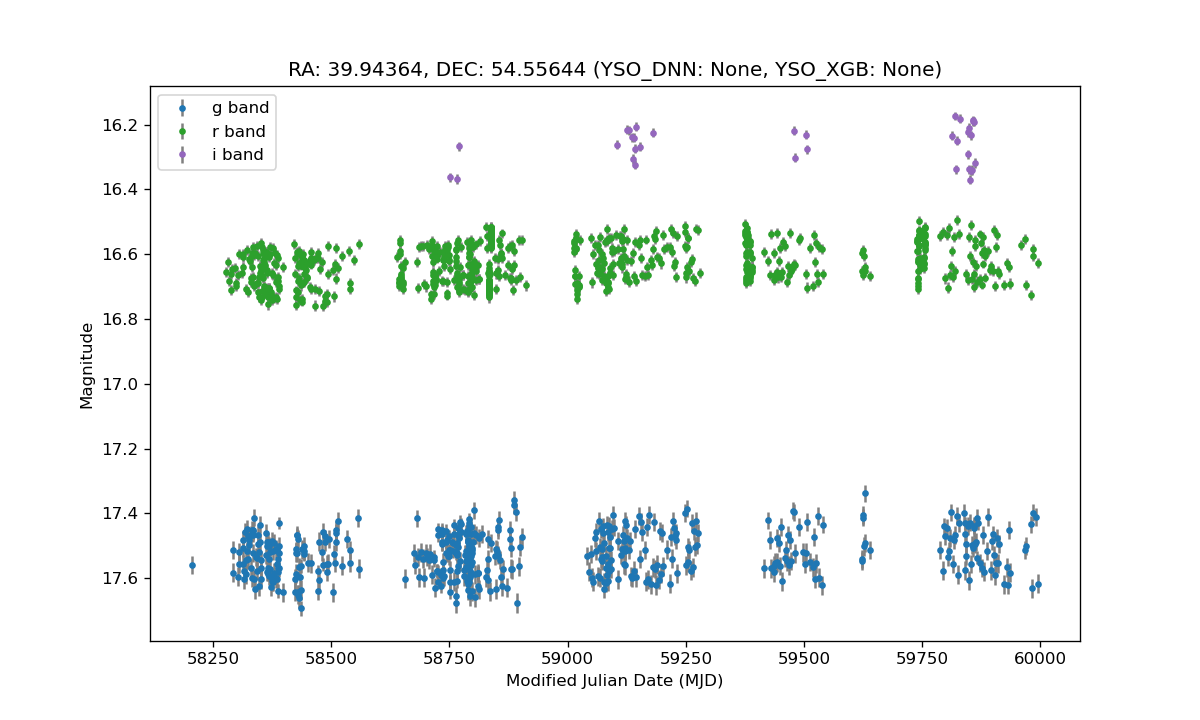 RA: 39.94364, DEC: 54.55644 (YSO_DNN: None, YSO_XGB: None)
g band
r band
i band
16.2
16.4
16.6
16.8
17.0
17.2
17.4
17.6
Magnitude
58250
58500
58750
59000
59250
59500
59750
60000
Modified Julian Date (MJD)